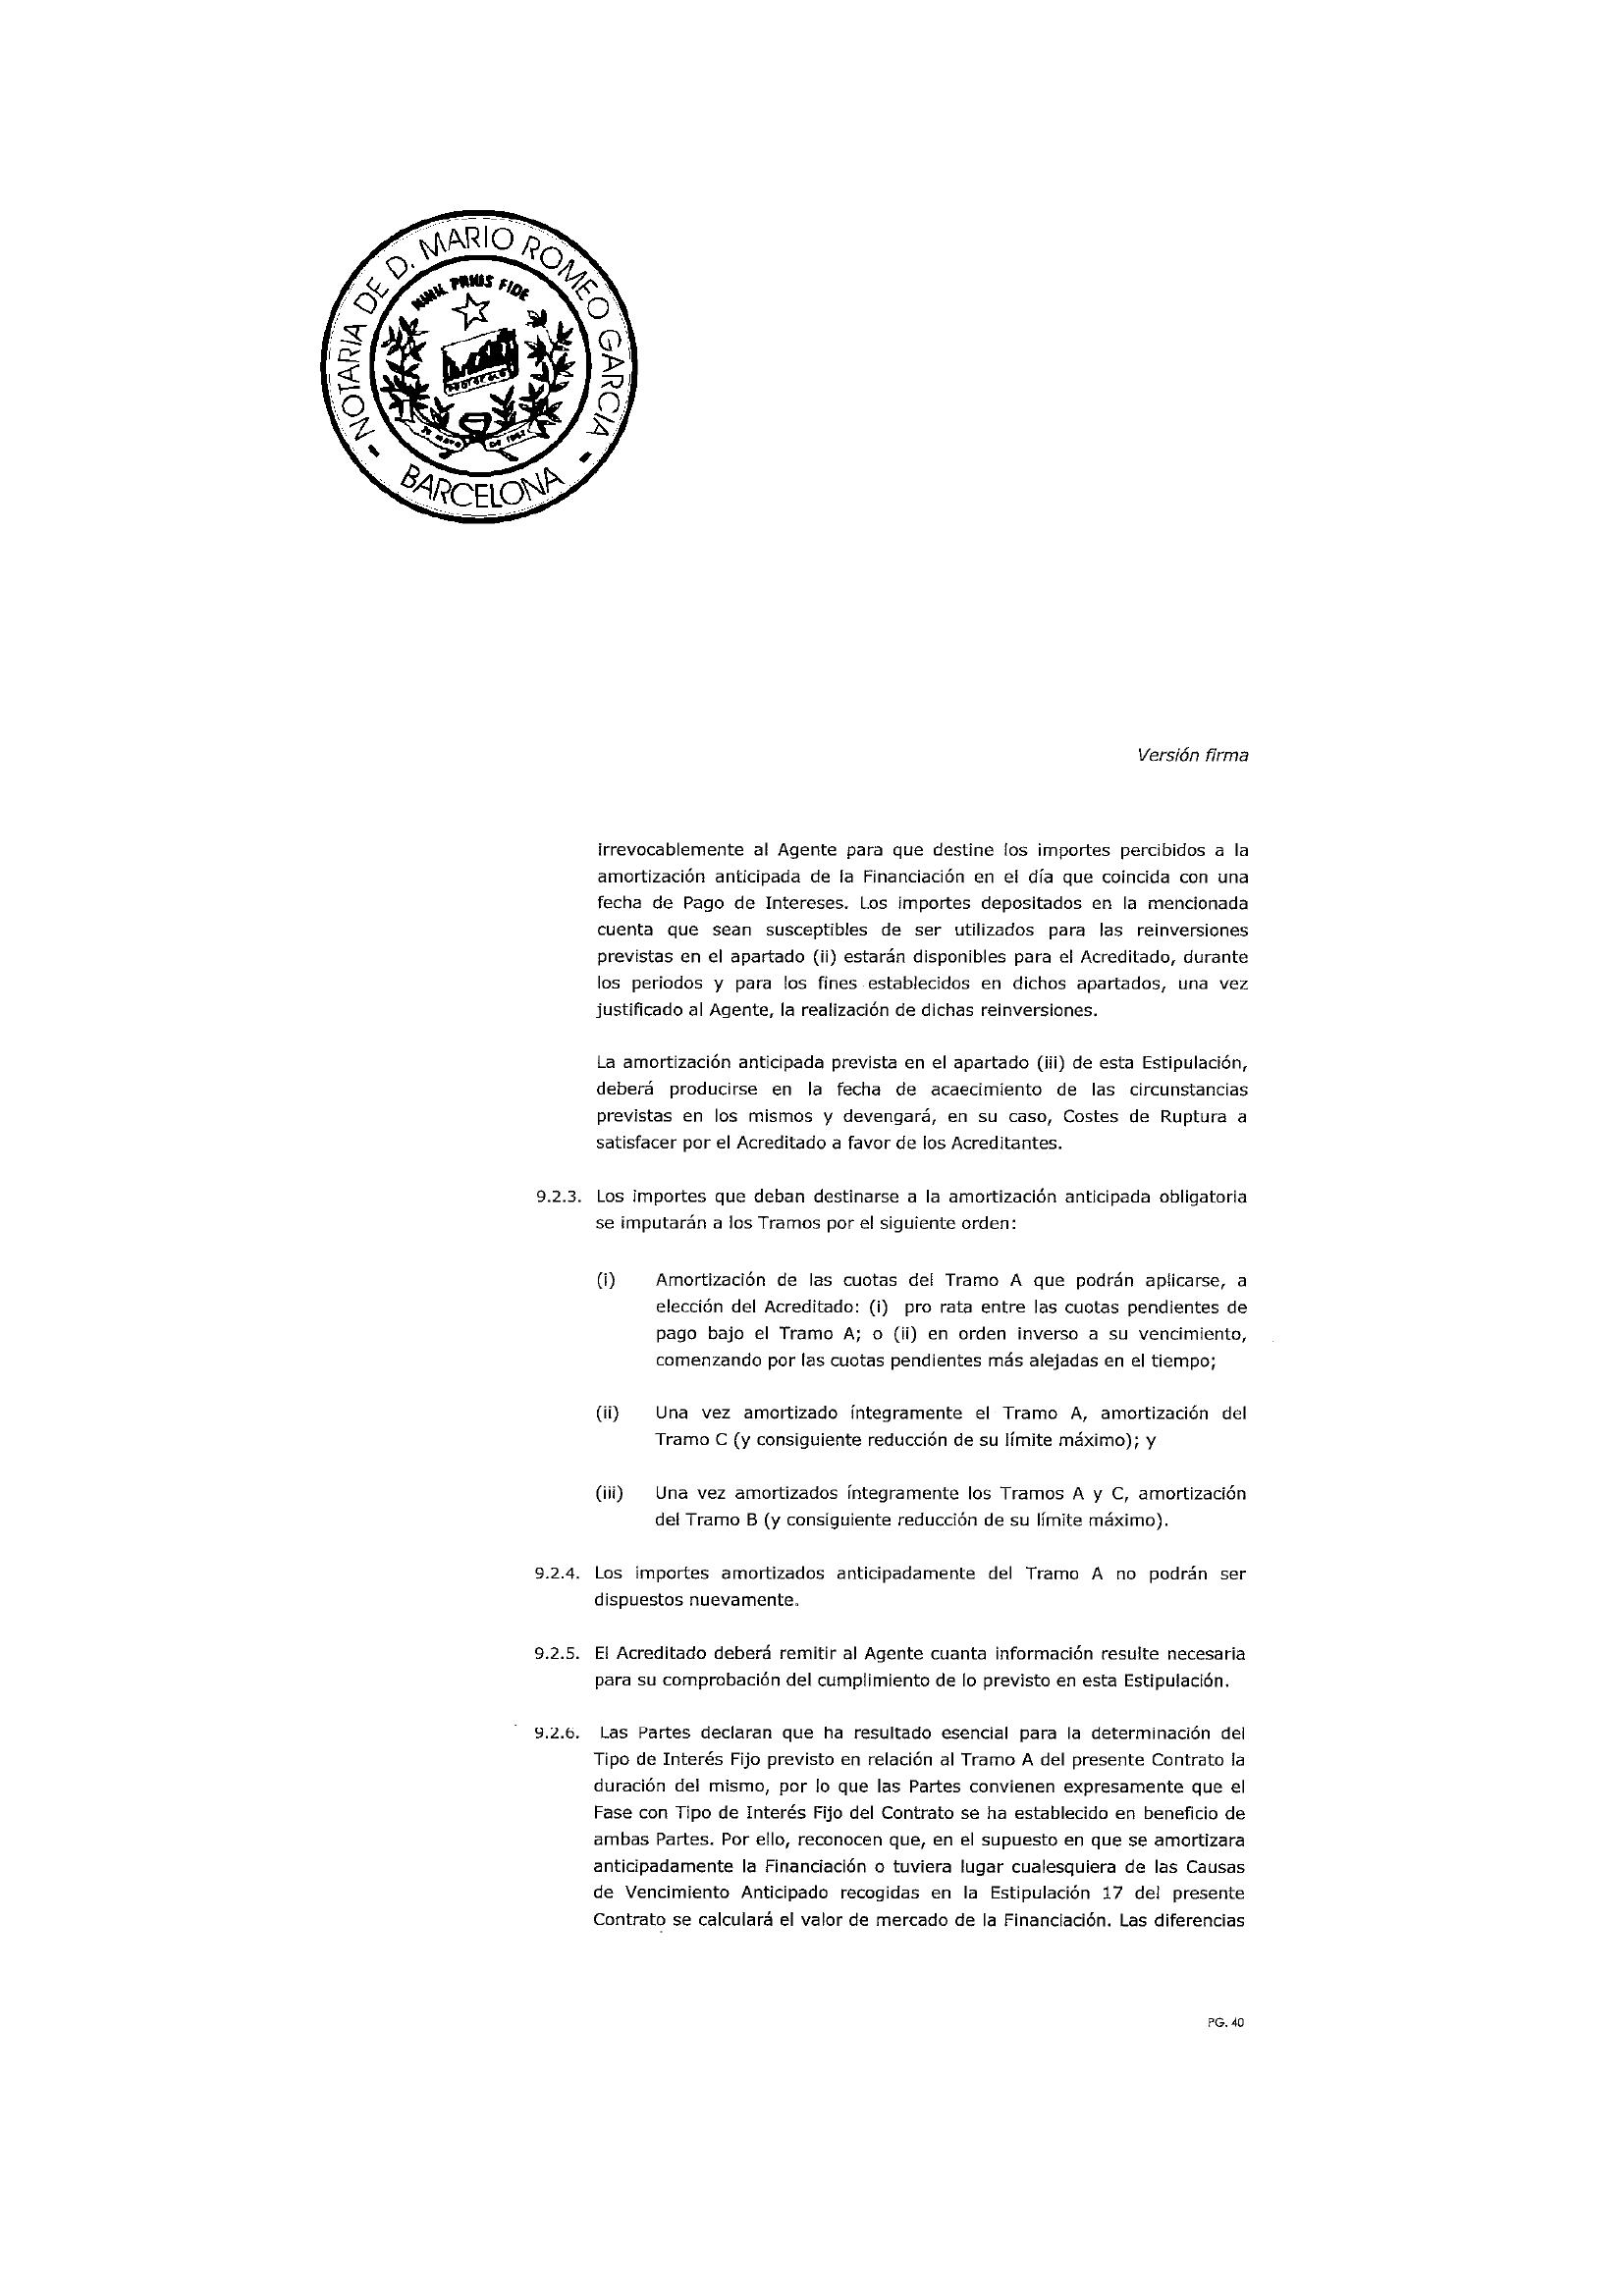 NOTARIA DE D. MARIO ROMEO GARCIA
BARCELONA
FIDE
Versión firma
irrevocablemente al Agente para que destine los importes percibidos a la
amortización anticipada de la Financiación en el día que coincida con una
fecha de Pago de Intereses. Los importes depositados en la mencionada
cuenta que sean susceptibles de ser utilizados para las reinversiones
previstas en el apartado (ii) estarán disponibles para el Acreditado, durante
los periodos y para los fines establecidos en dichos apartados, una vez
justificado al Agente, la realización de dichas reinversiones.
La amortización anticipada prevista en el apartado (iii) de esta Estipulación,
deberá producirse en la fecha de acaecimiento de las circunstancias
previstas en los mismos y devengará, en su caso, Costes de Ruptura a
satisfacer por el Acreditado a favor de los Acreditantes.
9.2.3. Los importes que deban destinarse a la amortización anticipada obligatoria
se imputarán a los Tramos por el siguiente orden:
(i) Amortización de las cuotas del Tramo A que podrán aplicarse, a
elección del Acreditado: (i) pro rata entre las cuotas pendientes de
pago bajo el Tramo A; o (ii) en orden inverso a su vencimiento,
comenzando por las cuotas pendientes más alejadas en el tiempo;
(ii) Una vez amortizado íntegramente el Tramo A, amortización del
Tramo C (y consiguiente reducción de su límite máximo); y
(iii) Una vez amortizados íntegramente los Tramos A y C, amortización
del Tramo B (y consiguiente reducción de su límite máximo).
9.2.4. Los importes amortizados anticipadamente del Tramo A no podrán ser
dispuestos nuevamente.
9.2.5. El Acreditado deberá remitir al Agente cuanta información resulte necesaria
para su comprobación del cumplimiento de lo previsto en esta Estipulación.
9.2.6. Las Partes declaran que ha resultado esencial para la determinación del
Tipo de Interés Fijo previsto en relación al Tramo A del presente Contrato la
duración del mismo, por lo que las Partes convienen expresamente que el
Fase con Tipo de Interés Fijo del Contrato se ha establecido en beneficio de
ambas Partes. Por ello, reconocen que, en el supuesto en que se amortizara
anticipadamente la Financiación o tuviera lugar cualesquiera de las Causas
de Vencimiento Anticipado recogidas en la Estipulación 17 del presente
Contrato se calculará el valor de mercado de la Financiación. Las diferencias
PG. 40